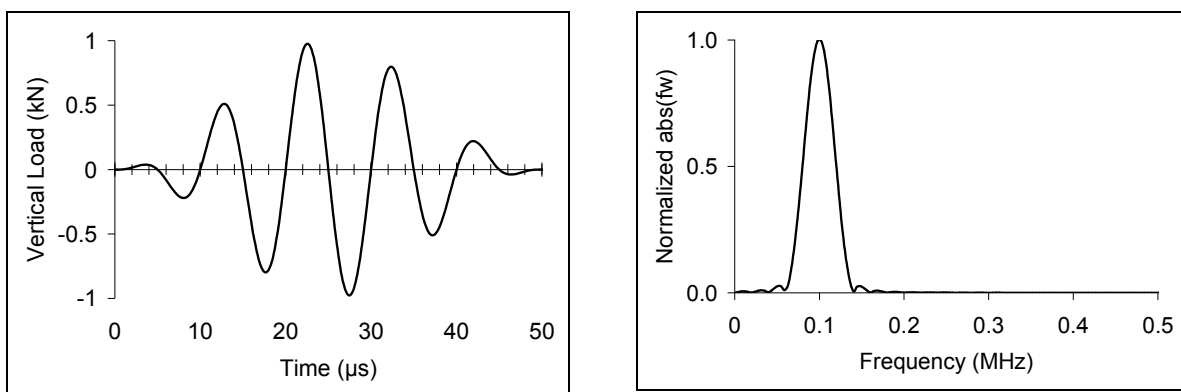 Vertical Load (kN)
1
0.5
0
-0.5
-1
0 10 20 30 40 50
Time (µs)
Normalized abs(fw)
1.0
0.5
0.0
0 0.1 0.2 0.3 0.4 0.5
Frequency (MHz)